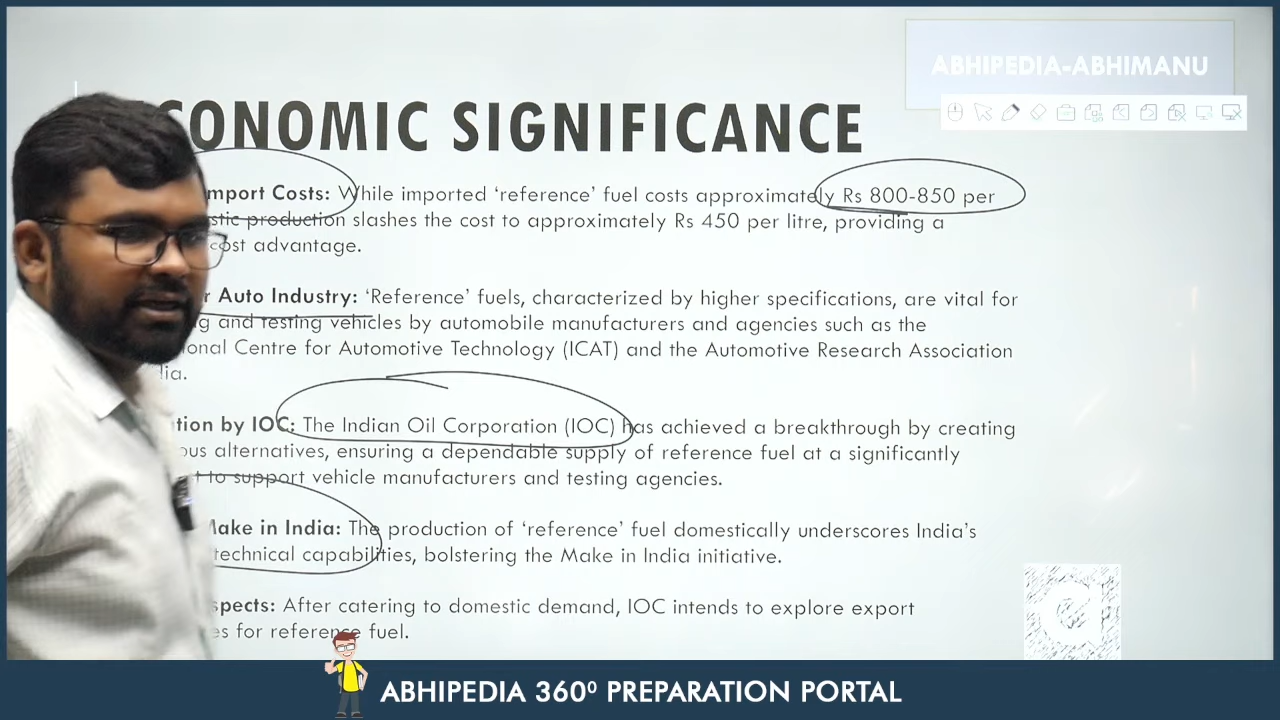 ABHIPEDIA-ABHIMANU
CONOMIC SIGNIFICANCE
mport Costs: While imported ‘reference’ fuel costs approximately Rs 800-850 per
stic production slashes the cost to approximately Rs 450 per litre, providing a
cost advantage.
r Auto Industry: ‘Reference’ fuels, characterized by higher specifications, are vital for
g and testing vehicles by automobile manufacturers and agencies such as the
onal Centre for Automotive Technology (ICAT) and the Automotive Research Association
dia.
tion by IOC: The Indian Oil Corporation (IOC) has achieved a breakthrough by creating
ous alternatives, ensuring a dependable supply of reference fuel at a significantly
t to support vehicle manufacturers and testing agencies.
Make in India: The production of ‘reference’ fuel domestically underscores India’s
technical capabilities, bolstering the Make in India initiative.
spects: After catering to domestic demand, IOC intends to explore export
es for reference fuel.
ABHIPEDIA 360⁰ PREPARATION PORTAL